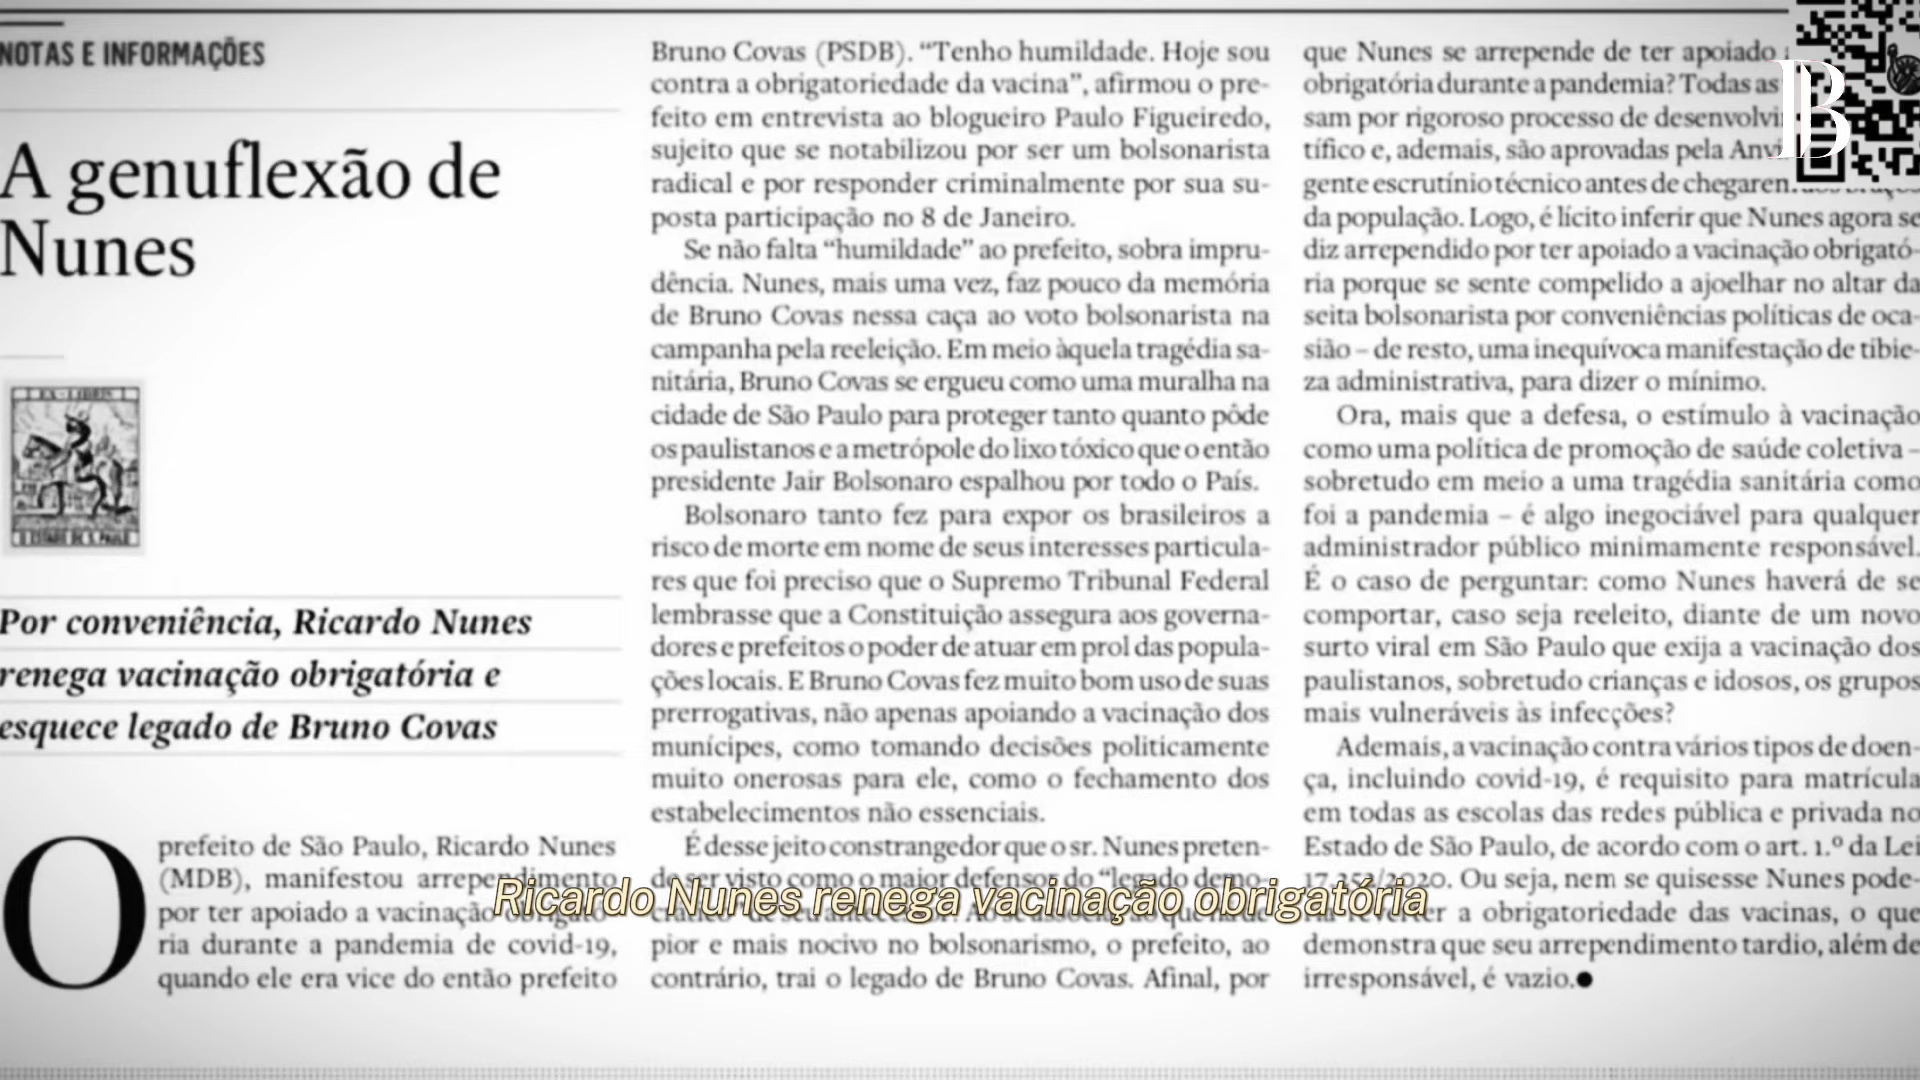 NOTAS E INFORMAÇÕES
A genuflexão de
Nunes
EX-LIBRIS
O ESTADO DE S. PAULO
Por conveniência, Ricardo Nunes
renega vacinação obrigatória e
esquece legado de Bruno Covas
O prefeito de São Paulo, Ricardo Nunes
(MDB), manifestou arrependimento
por ter apoiado a vacinação
ria durante a pandemia de covid-19,
quando ele era vice do então prefeito
Bruno Covas (PSDB). “Tenho humildade. Hoje sou
contra a obrigatoriedade da vacina”, afirmou o pre-
feito em entrevista ao blogueiro Paulo Figueiredo,
sujeito que se notabilizou por ser um bolsonarista
radical e por responder criminalmente por sua su-
posta participação no 8 de Janeiro.
Se não falta “humildade” ao prefeito, sobra impru-
dência. Nunes, mais uma vez, faz pouco da memória
de Bruno Covas nessa caça ao voto bolsonarista na
campanha pela reeleição. Em meio àquela tragédia sa-
nitária, Bruno Covas se ergueu como uma muralha na
cidade de São Paulo para proteger tanto quanto pôde
os paulistanos e a metrópole do lixo tóxico que o então
presidente Jair Bolsonaro espalhou por todo o País.
Bolsonaro tanto fez para expor os brasileiros a
risco de morte em nome de seus interesses particula-
res que foi preciso que o Supremo Tribunal Federal
lembrasse que a Constituição assegura aos governa-
dores e prefeitos o poder de atuar em prol das popula-
ções locais. E Bruno Covas fez muito bom uso de suas
prerrogativas, não apenas apoiando a vacinação dos
munícipes, como tomando decisões politicamente
muito onerosas para ele, como o fechamento dos
estabelecimentos não essenciais.
É desse jeito constrangedor que o sr. Nunes preten-
de ser visto como o maior defensor do “legado demo-
pior e mais nocivo no bolsonarismo, o prefeito, ao
contrário, trai o legado de Bruno Covas. Afinal, por
que Nunes se arrepende de ter apoiado
obrigatória durante a pandemia? Todas as
sam por rigoroso processo de desenvolvi
tífico e, ademais, são aprovadas pela Anvi
gente escrutínio técnico antes de chegarem
da população. Logo, é lícito inferir que Nunes agora se
diz arrependido por ter apoiado a vacinação obrigató-
ria porque se sente compelido a ajoelhar no altar da
seita bolsonarista por conveniências políticas de oca-
sião – de resto, uma inequívoca manifestação de tibie-
za administrativa, para dizer o mínimo.
Ora, mais que a defesa, o estímulo à vacinação
como uma política de promoção de saúde coletiva –
sobretudo em meio a uma tragédia sanitária como
foi a pandemia – é algo inegociável para qualquer
administrador público minimamente responsável.
É o caso de perguntar: como Nunes haverá de se
comportar, caso seja reeleito, diante de um novo
surto viral em São Paulo que exija a vacinação dos
paulistanos, sobretudo crianças e idosos, os grupos
mais vulneráveis às infecções?
Ademais, a vacinação contra vários tipos de doen-
ça, incluindo covid-19, é requisito para matrícula
em todas as escolas das redes pública e privada no
Estado de São Paulo, de acordo com o art. 1.º da Lei
Ou seja, nem se quisesse Nunes pode-
a obrigatoriedade das vacinas, o que
demonstra que seu arrependimento tardio, além de
irresponsável, é vazio.●
B
Ricardo Nunes renega vacinação obrigatória